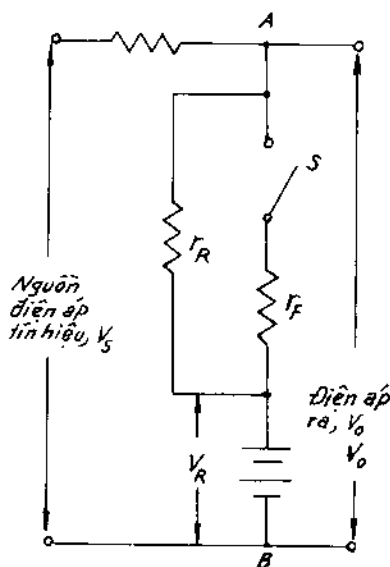 A
S
r_R
r_F
Nguồn
điện áp
tín hiệu, V_S
V_R
Điện áp
ra, V_o
V_o
B